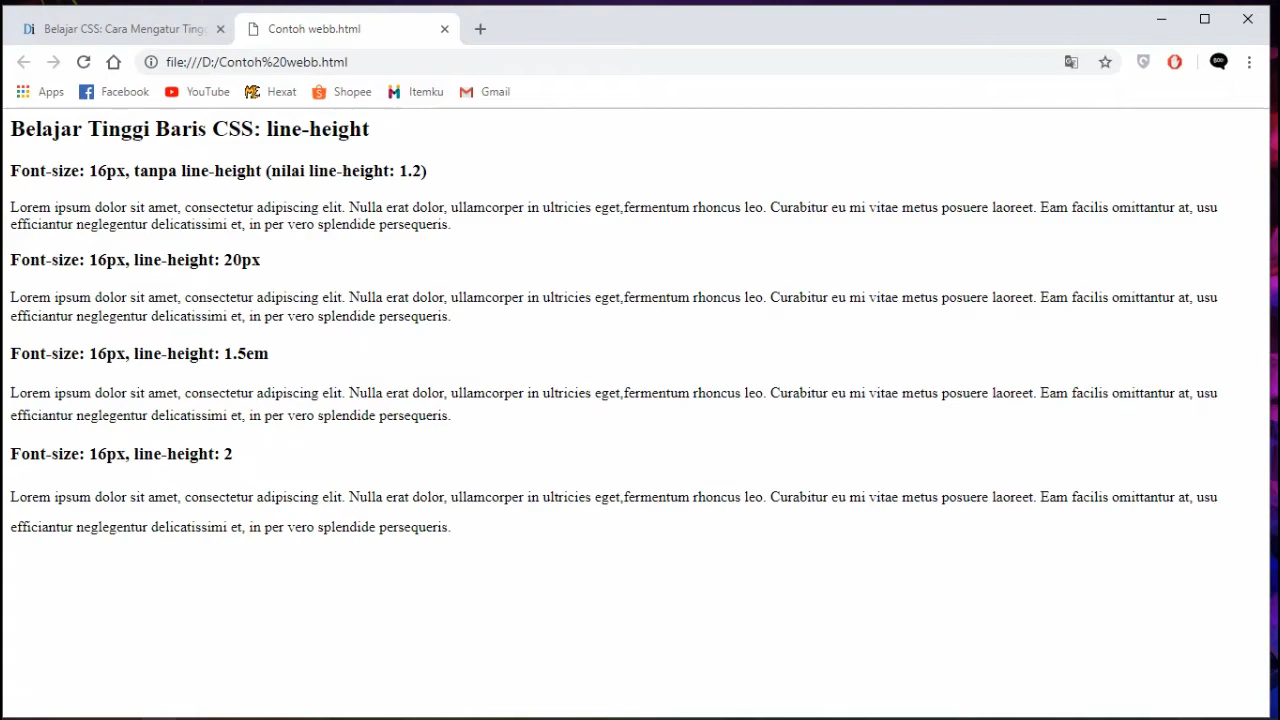 Di Belajar CSS: Cara Mengatur Ting
Contoh webb.html
file:///D:/Contoh%20webb.html
Apps Facebook YouTube Hexat Shopee Itemku Gmail
Belajar Tinggi Baris CSS: line-height
Font-size: 16px, tanpa line-height (nilai line-height: 1.2)
Lorem ipsum dolor sit amet, consectetur adipiscing elit. Nulla erat dolor, ullamcorper in ultricies eget,fermentum rhoncus leo. Curabitur eu mi vitae metus posuere laoreet. Eam facilis omittantur at, usu
efficiantur neglegentur delicatissimi et, in per vero splendide persequeris.
Font-size: 16px, line-height: 20px
Lorem ipsum dolor sit amet, consectetur adipiscing elit. Nulla erat dolor, ullamcorper in ultricies eget,fermentum rhoncus leo. Curabitur eu mi vitae metus posuere laoreet. Eam facilis omittantur at, usu
efficiantur neglegentur delicatissimi et, in per vero splendide persequeris.
Font-size: 16px, line-height: 1.5em
Lorem ipsum dolor sit amet, consectetur adipiscing elit. Nulla erat dolor, ullamcorper in ultricies eget,fermentum rhoncus leo. Curabitur eu mi vitae metus posuere laoreet. Eam facilis omittantur at, usu
efficiantur neglegentur delicatissimi et, in per vero splendide persequeris.
Font-size: 16px, line-height: 2
Lorem ipsum dolor sit amet, consectetur adipiscing elit. Nulla erat dolor, ullamcorper in ultricies eget,fermentum rhoncus leo. Curabitur eu mi vitae metus posuere laoreet. Eam facilis omittantur at, usu
efficiantur neglegentur delicatissimi et, in per vero splendide persequeris.